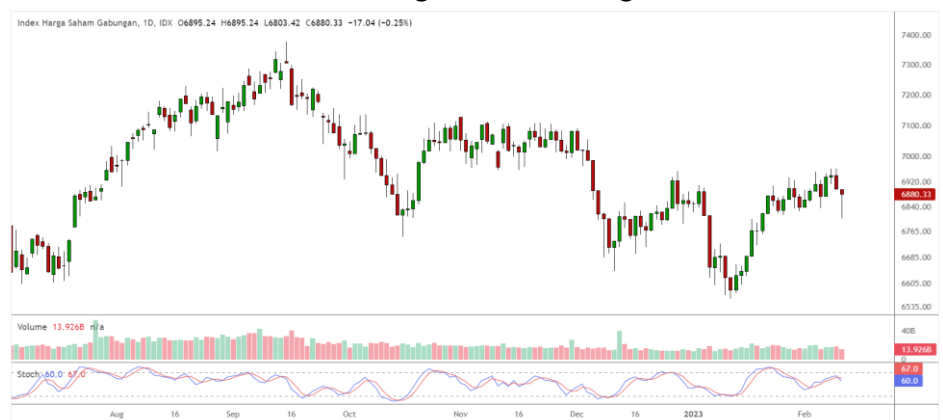 Index Harga Saham Gabungan, 1D, IDX O6895.24 H6895.24 L6803.42 C6880.33 −17.04 (−0.25%)
7400.00
7300.00
7200.00
7100.00
7000.00
6920.00
6880.33
6840.00
6765.00
6685.00
6605.00
6535.00
Volume 13.926B n/a
40B
13.926B
0
Stoch 60.0 67.0
67.0
60.0
Aug 16 Sep 16 Oct Nov 16 Dec 16 2023 Feb